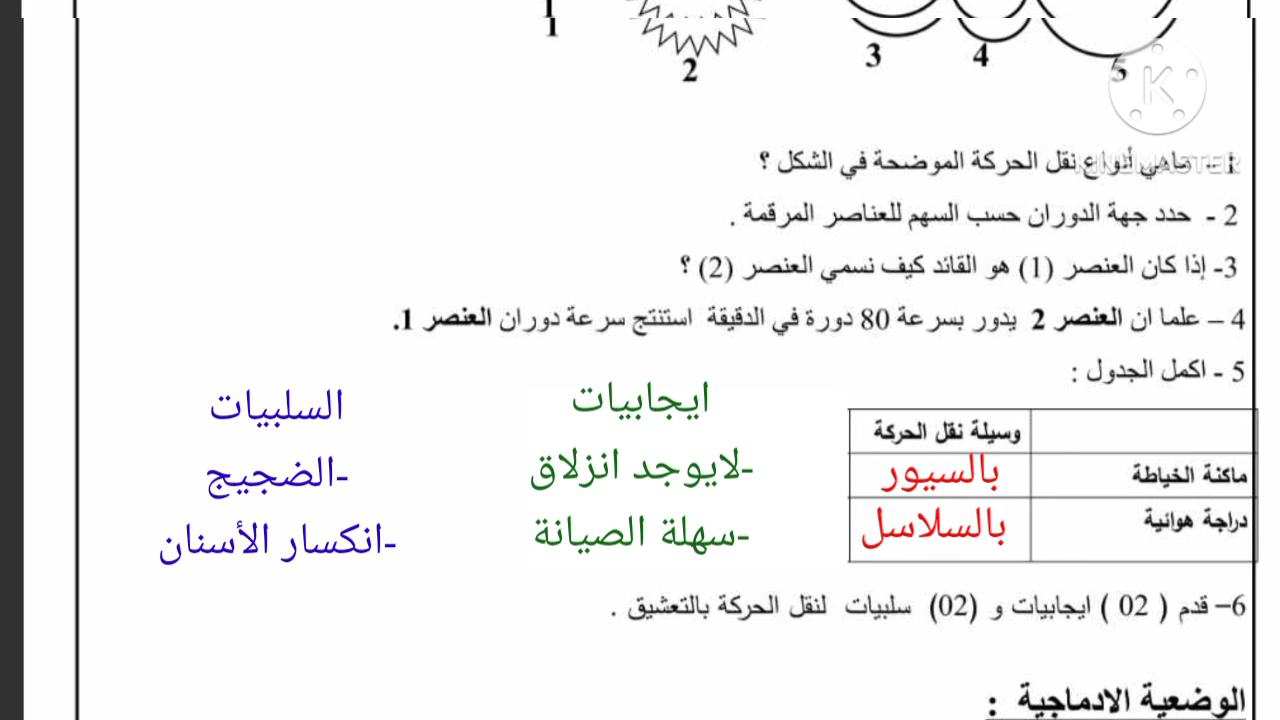 1
2
3
4
5
K
KINEMASTER
1 - ماهي أنواع نقل الحركة الموضحة في الشكل ؟
2 - حدد جهة الدوران حسب السهم للعناصر المرقمة .
3- إذا كان العنصر (1) هو القائد كيف نسمي العنصر (2) ؟
4 – علما ان العنصر 2 يدور بسرعة 80 دورة في الدقيقة استنتج سرعة دوران العنصر 1.
5 - اكمل الجدول :
وسيلة نقل الحركة
ماكنة الخياطة بالسيور
دراجة هوائية بالسلاسل
ايجابيات
-لايوجد انزلاق
-سهلة الصيانة
السلبيات
-الضجيج
-انكسار الأسنان
6– قدم ( 02 ) ايجابيات و (02) سلبيات لنقل الحركة بالتعشيق .
الوضعية الادماجية :